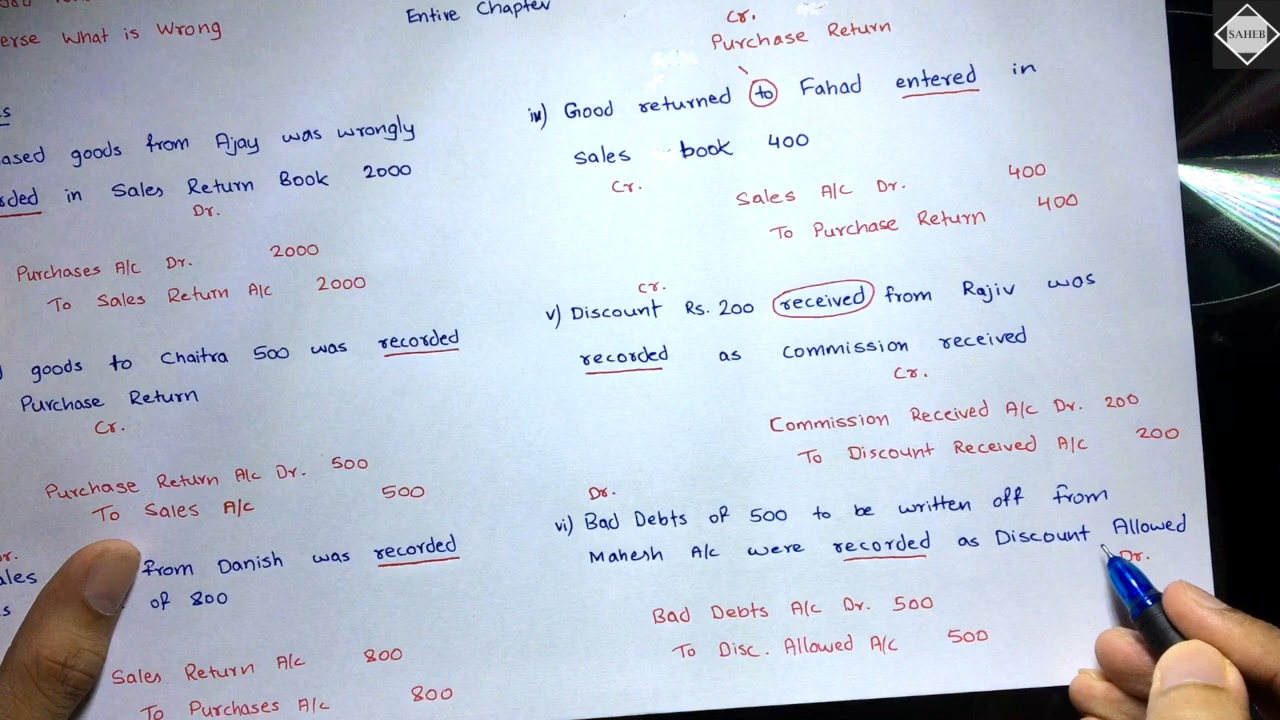 Entire Chapter
erse What is Wrong
ased goods from Ajay was wrongly
rded in Sales Return Book 2000
Dr.
Purchases A/c Dr. 2000
To Sales Return A/c 2000
goods to Chaitra 500 was recorded
Purchase Return
Cr.
Purchase Return A/c Dr. 500
To Sales A/c 500
r.
ales from Danish was recorded
s of 800
Sales Return A/c 800
To Purchases A/c 800
Cr.
Purchase Return
iv) Good returned to Fahad entered in
sales book 400
Cr.
Sales A/c Dr. 400
To Purchase Return 400
Cr.
v) Discount Rs. 200 received from Rajiv was
recorded as commission received
Cr.
Commission Received A/c Dr. 200
To Discount Received A/c 200
Dr.
vi) Bad Debts of 500 to be written off from
Mahesh A/c were recorded as Discount Allowed
Dr.
Bad Debts A/c Dr. 500
To Disc. Allowed A/c 500
SAHEB